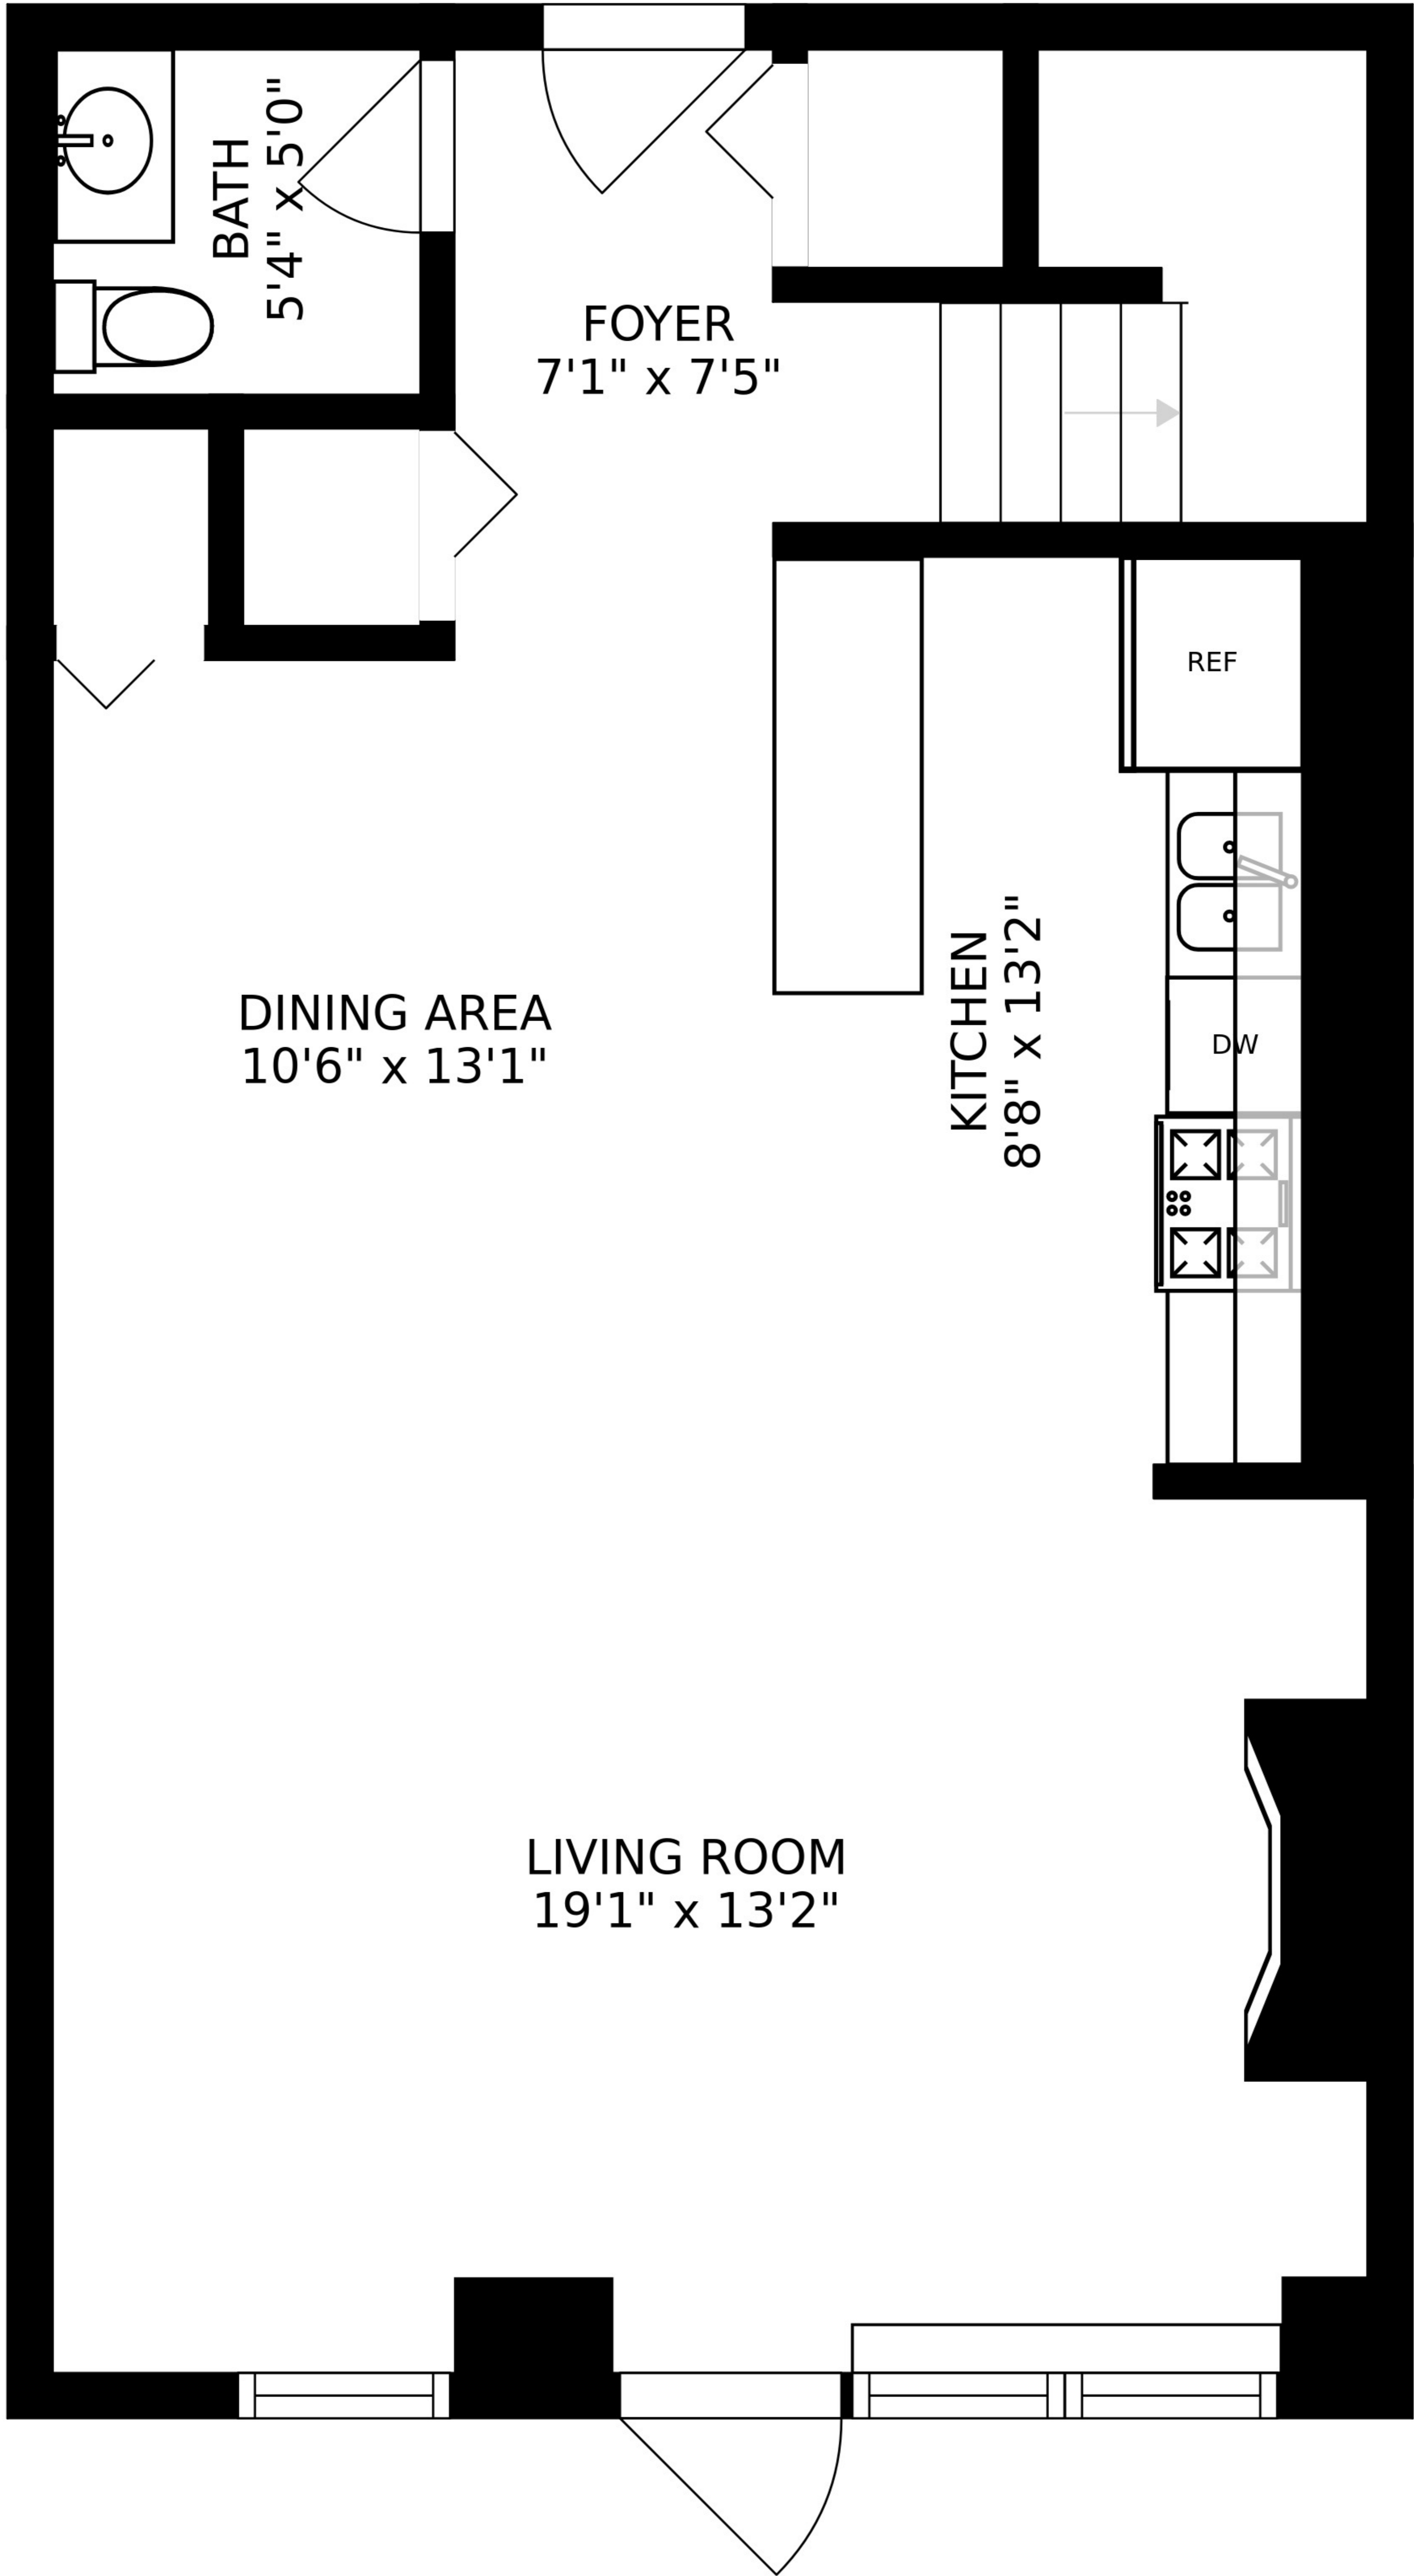 BATH
5'4" x 5'0"
FOYER
7'1" x 7'5"
REF
DINING AREA
10'6" x 13'1"
KITCHEN
8'8" x 13'2"
DW
LIVING ROOM
19'1" x 13'2"